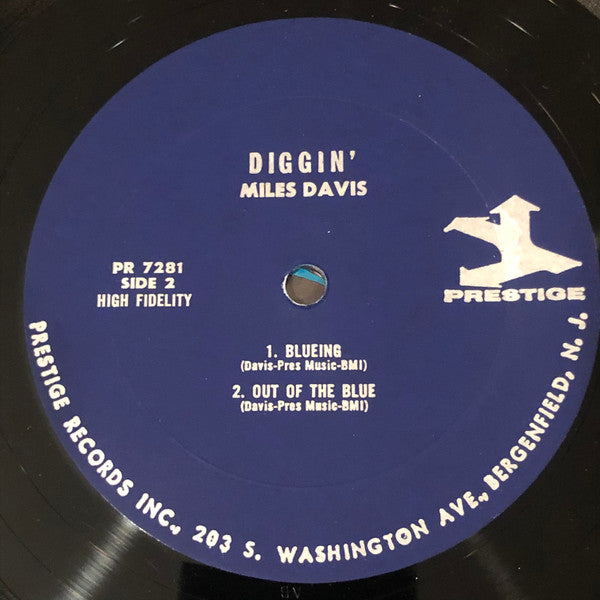 DIGGIN'
MILES DAVIS
PR 7281
SIDE 2
HIGH FIDELITY
PRESTIGE
1. BLUEING
(Davis-Pres Music-BMI)
2. OUT OF THE BLUE
(Davis-Pres Music-BMI)
PRESTIGE RECORDS INC., 203 S. WASHINGTON AVE., BERGENFIELD, N. J.